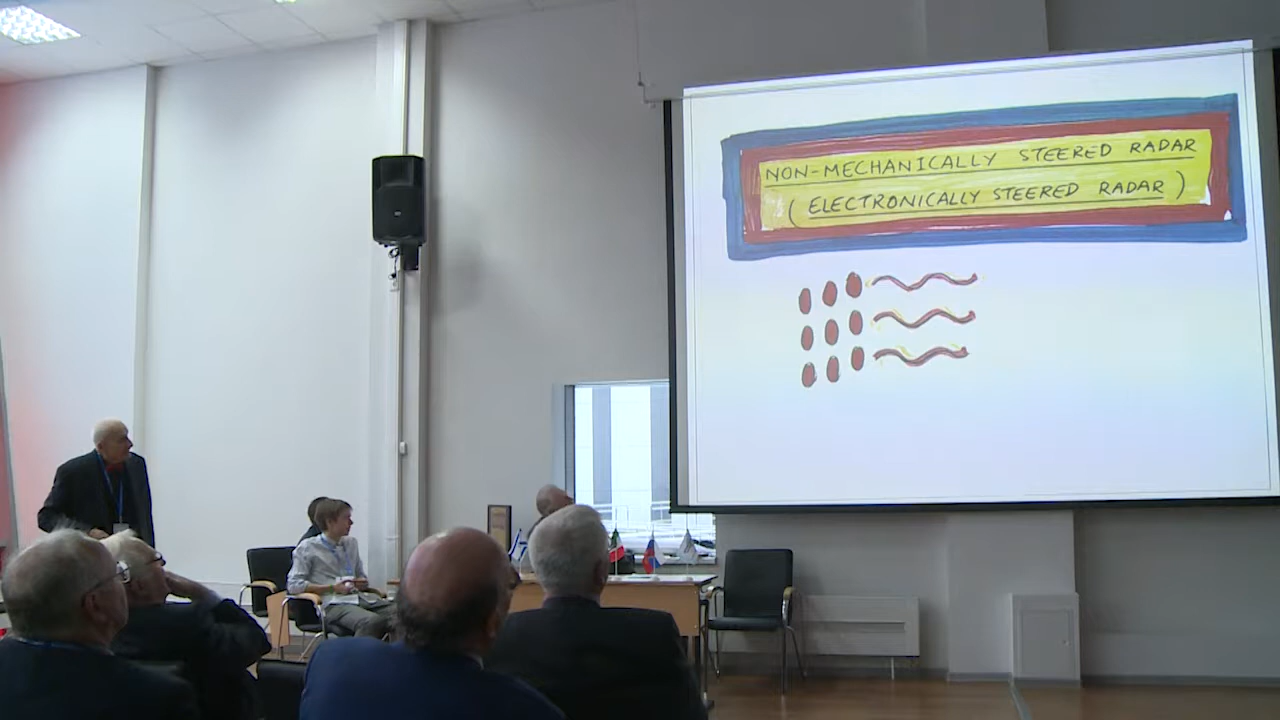 NON-MECHANICALLY STEERED RADAR
(ELECTRONICALLY STEERED RADAR)